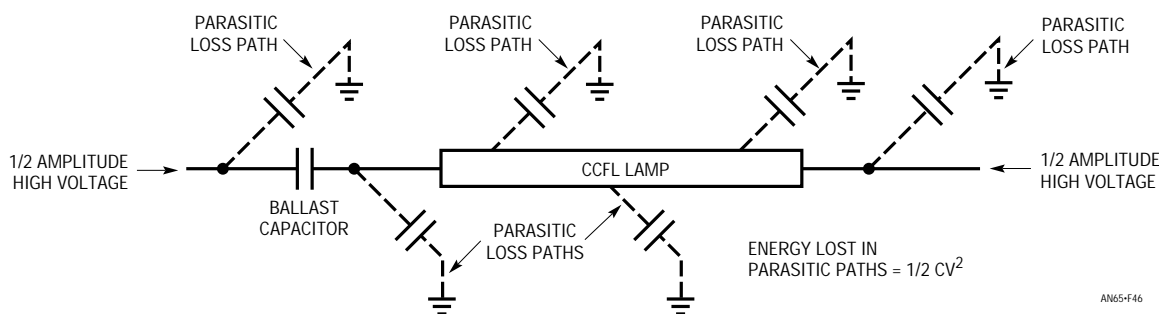 PARASITIC
LOSS PATH
PARASITIC
LOSS PATH
PARASITIC
LOSS PATH
PARASITIC
LOSS PATH
1/2 AMPLITUDE
HIGH VOLTAGE
BALLAST
CAPACITOR
CCFL LAMP
1/2 AMPLITUDE
HIGH VOLTAGE
PARASITIC
LOSS PATHS
ENERGY LOST IN
PARASITIC PATHS = 1/2 CV²
AN65•F46